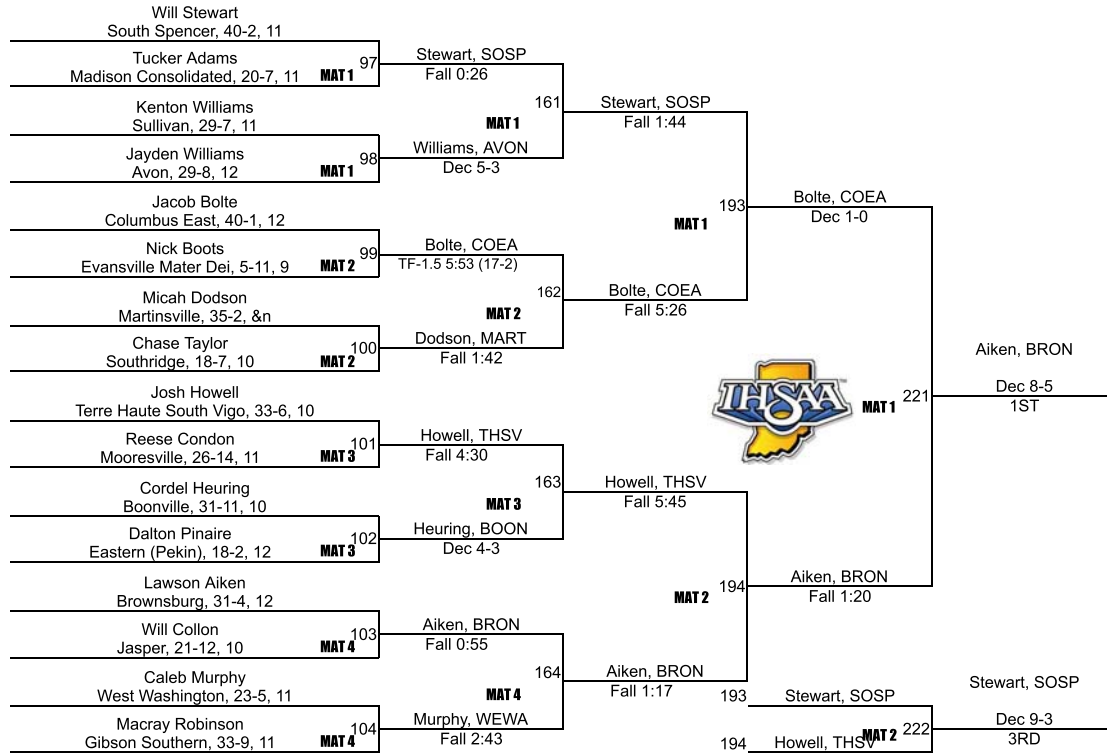 Will Stewart
South Spencer, 40-2, 11
Tucker Adams
Madison Consolidated, 20-7, 11
MAT 1
97
Kenton Williams
Sullivan, 29-7, 11
Jayden Williams
Avon, 29-8, 12
MAT 1
98
Jacob Bolte
Columbus East, 40-1, 12
Nick Boots
Evansville Mater Dei, 5-11, 9
MAT 2
99
Micah Dodson
Martinsville, 35-2, &n
Chase Taylor
Southridge, 18-7, 10
MAT 2
100
Josh Howell
Terre Haute South Vigo, 33-6, 10
Reese Condon
Mooresville, 26-14, 11
MAT 3
101
Cordel Heuring
Boonville, 31-11, 10
Dalton Pinaire
Eastern (Pekin), 18-2, 12
MAT 3
102
Lawson Aiken
Brownsburg, 31-4, 12
Will Collon
Jasper, 21-12, 10
MAT 4
103
Caleb Murphy
West Washington, 23-5, 11
Macray Robinson
Gibson Southern, 33-9, 11
MAT 4
104
Stewart, SOSP
Fall 0:26
161
MAT 1
Williams, AVON
Dec 5-3
Bolte, COEA
TF-1.5 5:53 (17-2)
162
MAT 2
Dodson, MART
Fall 1:42
Howell, THSV
Fall 4:30
163
MAT 3
Heuring, BOON
Dec 4-3
Aiken, BRON
Fall 0:55
164
MAT 4
Murphy, WEWA
Fall 2:43
Stewart, SOSP
Fall 1:44
193
MAT 1
Bolte, COEA
Fall 5:26
Howell, THSV
Fall 5:45
194
MAT 2
Aiken, BRON
Fall 1:17
Bolte, COEA
Dec 1-0
IHSAA
TM
MAT 1
221
Aiken, BRON
Fall 1:20
Aiken, BRON
Dec 8-5
1ST
193
Stewart, SOSP
MAT 2
222
194
Howell, THSV
Stewart, SOSP
Dec 9-3
3RD